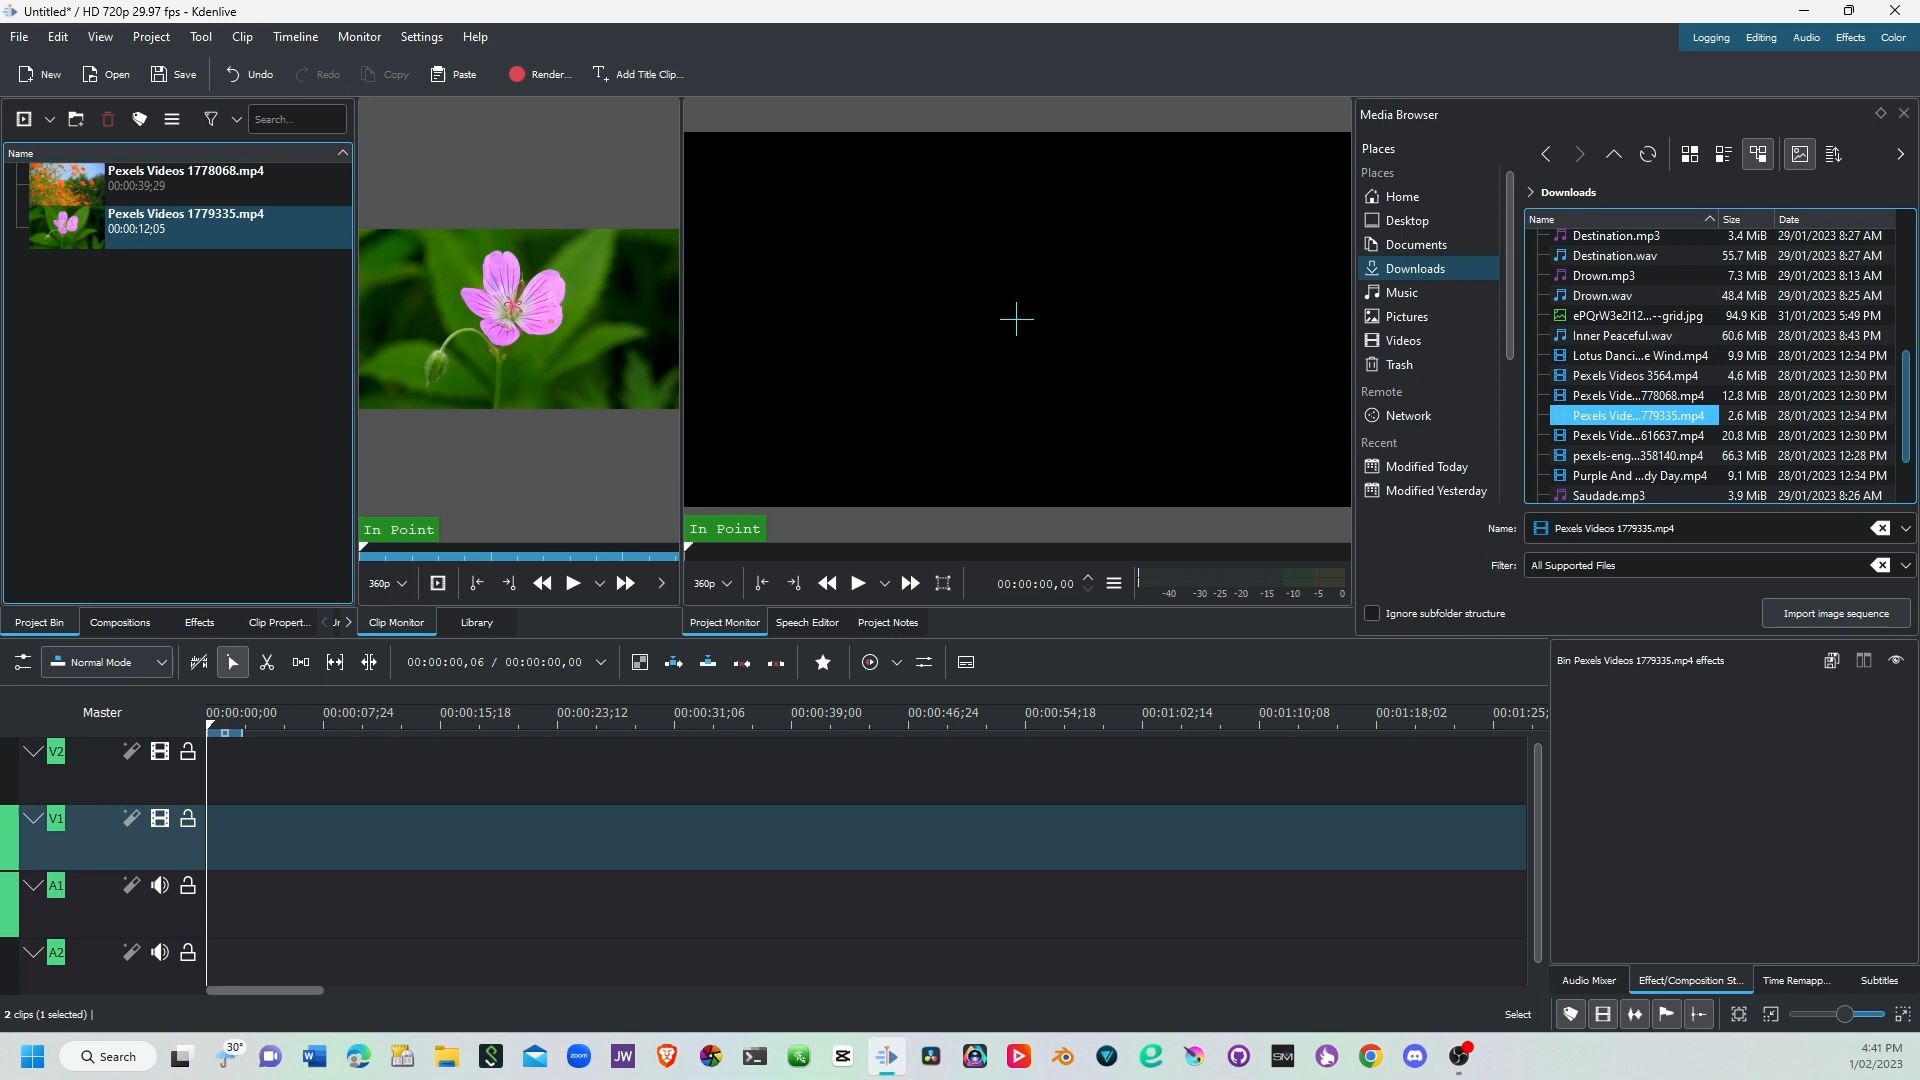 Untitled* / HD 720p 29.97 fps - Kdenlive
File Edit View Project Tool Clip Timeline Monitor Settings Help
Logging Editing Audio Effects Color
New Open Save Undo Redo Copy Paste Render... Add Title Clip...
Search...
Name
Pexels Videos 1778068.mp4
00:00:39;29
Pexels Videos 1779335.mp4
00:00:12;05
Project Bin Compositions Effects Clip Propert...
In Point
360p
Clip Monitor Library
In Point
360p
00:00:00,00
-40 -30 -25 -20 -15 -10 -5 0
Project Monitor Speech Editor Project Notes
Media Browser
Places
Places
Home
Desktop
Documents
Downloads
Music
Pictures
Videos
Trash
Remote
Network
Recent
Modified Today
Modified Yesterday
Downloads
Name Size Date
Destination.mp3 3.4 MiB 29/01/2023 8:27 AM
Destination.wav 55.7 MiB 29/01/2023 8:27 AM
Drown.mp3 7.3 MiB 29/01/2023 8:13 AM
Drown.wav 48.4 MiB 29/01/2023 8:25 AM
ePQrW3e2l12...--grid.jpg 94.9 KiB 31/01/2023 5:49 PM
Inner Peaceful.wav 60.6 MiB 28/01/2023 8:43 PM
Lotus Danci...e Wind.mp4 9.9 MiB 28/01/2023 12:34 PM
Pexels Videos 3564.mp4 4.6 MiB 28/01/2023 12:30 PM
Pexels Vide...778068.mp4 12.8 MiB 28/01/2023 12:30 PM
Pexels Vide...779335.mp4 2.6 MiB 28/01/2023 12:34 PM
Pexels Vide...616637.mp4 20.8 MiB 28/01/2023 12:30 PM
pexels-eng...358140.mp4 66.3 MiB 28/01/2023 12:28 PM
Purple And ...dy Day.mp4 9.1 MiB 28/01/2023 12:34 PM
Saudade.mp3 3.9 MiB 29/01/2023 8:26 AM
Name: Pexels Videos 1779335.mp4
Filter: All Supported Files
Ignore subfolder structure
Import image sequence
Normal Mode
00:00:00,06 / 00:00:00,00
Master
00:00:00;00 00:00:07;24 00:00:15;18 00:00:23;12 00:00:31;06 00:00:39;00 00:00:46;24 00:00:54;18 00:01:02;14 00:01:10;08 00:01:18;02 00:01:25;
V2
V1
A1
A2
2 clips (1 selected) |
Select
Bin Pexels Videos 1779335.mp4 effects
Audio Mixer Effect/Composition St... Time Remapp... Subtitles
Search
30°
W
zoom
JW
SM
4:41 PM
1/02/2023